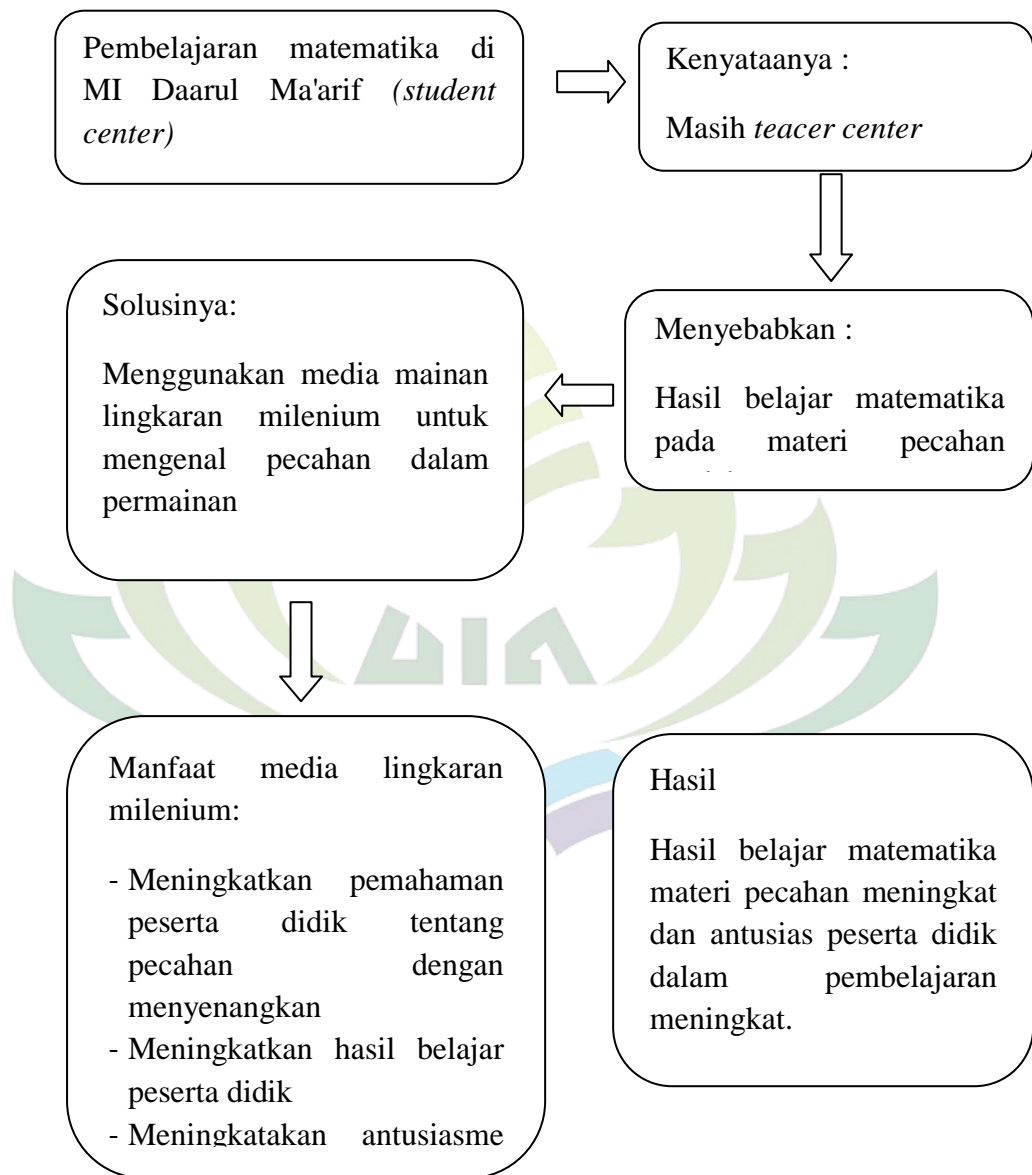 Pembelajaran matematika di
MI Daarul Ma'arif (student
center)
Kenyataanya :
Masih teacer center
Menyebabkan :
Hasil belajar matematika
pada materi pecahan
Solusinya:
Menggunakan media mainan
lingkaran milenium untuk
mengenal pecahan dalam
permainan
Manfaat media lingkaran
milenium:
- Meningkatkan pemahaman
peserta didik tentang
pecahan dengan
menyenangkan
- Meningkatkan hasil belajar
peserta didik
- Meningkatakan antusiasme
Hasil
Hasil belajar matematika
materi pecahan meningkat
dan antusias peserta didik
dalam pembelajaran
meningkat.
UIN